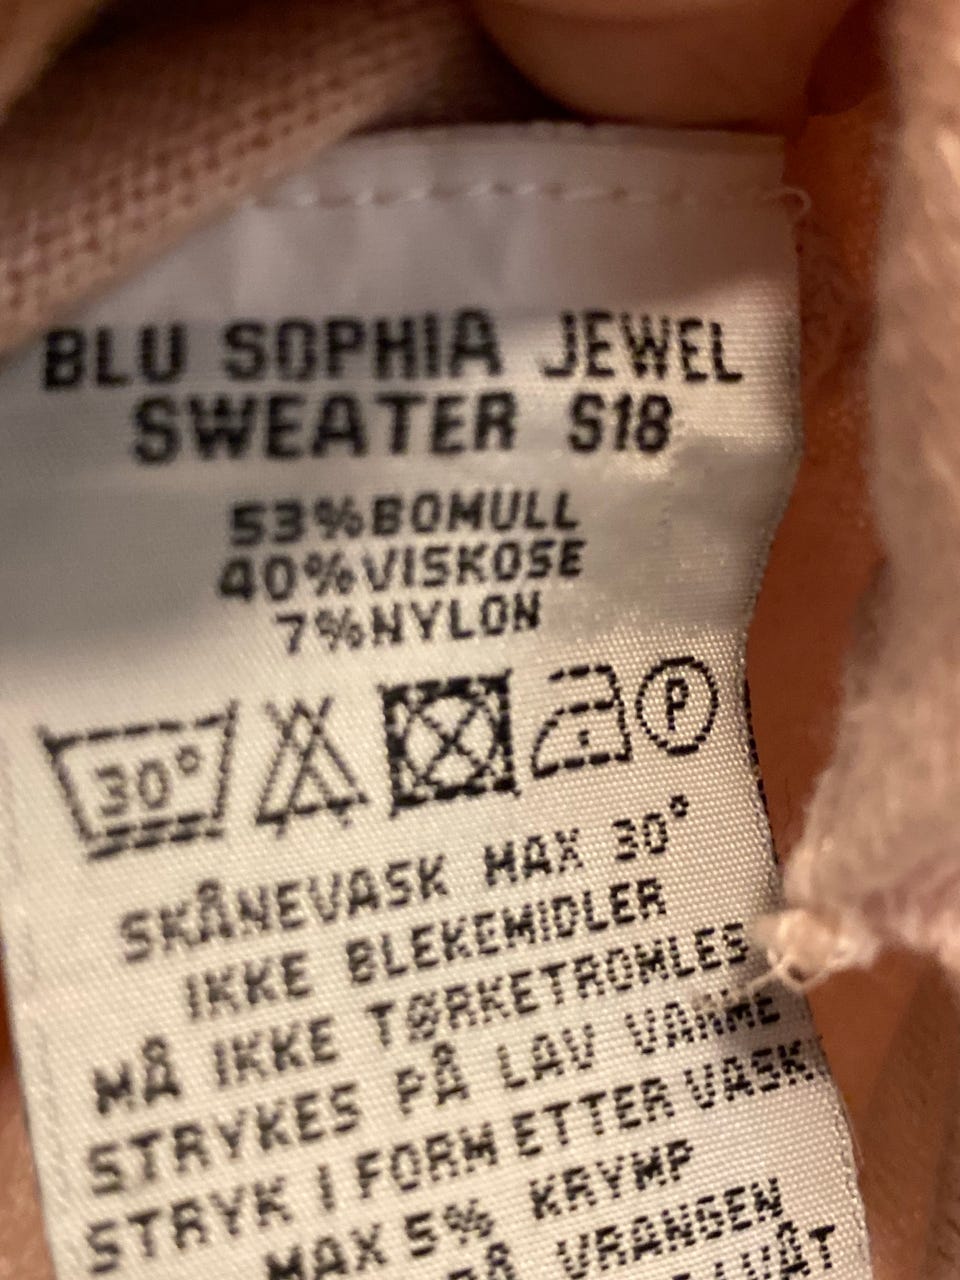 BLU SOPHIA JEWEL
SWEATER S18
53%BOMULL
40%VISKOSE
7%NYLON
30° P
SKÅNEVASK MAX 30°
IKKE BLEKEMIDLER
MÅ IKKE TØRKETROMLES
STRYKES PÅ LAV VARME
STRYK I FORM ETTER VASK
MAX 5% KRYMP
VRANGEN
VÅT